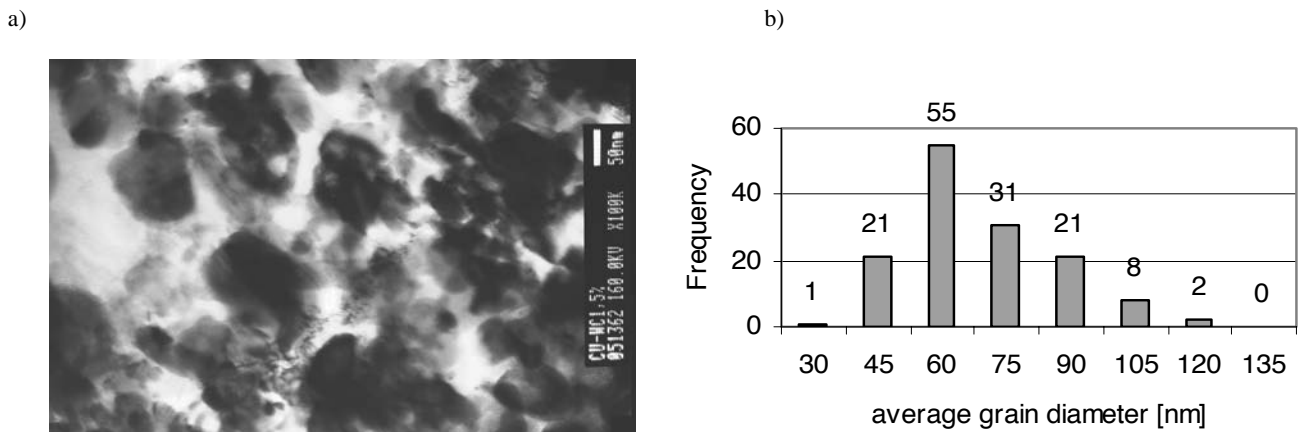 a)
b)
50nm
CU-WC1,5%
051362 160.0KV X100K
Frequency
60
40
20
0
1
21
55
31
21
8
2
0
30 45 60 75 90 105 120 135
average grain diameter [nm]